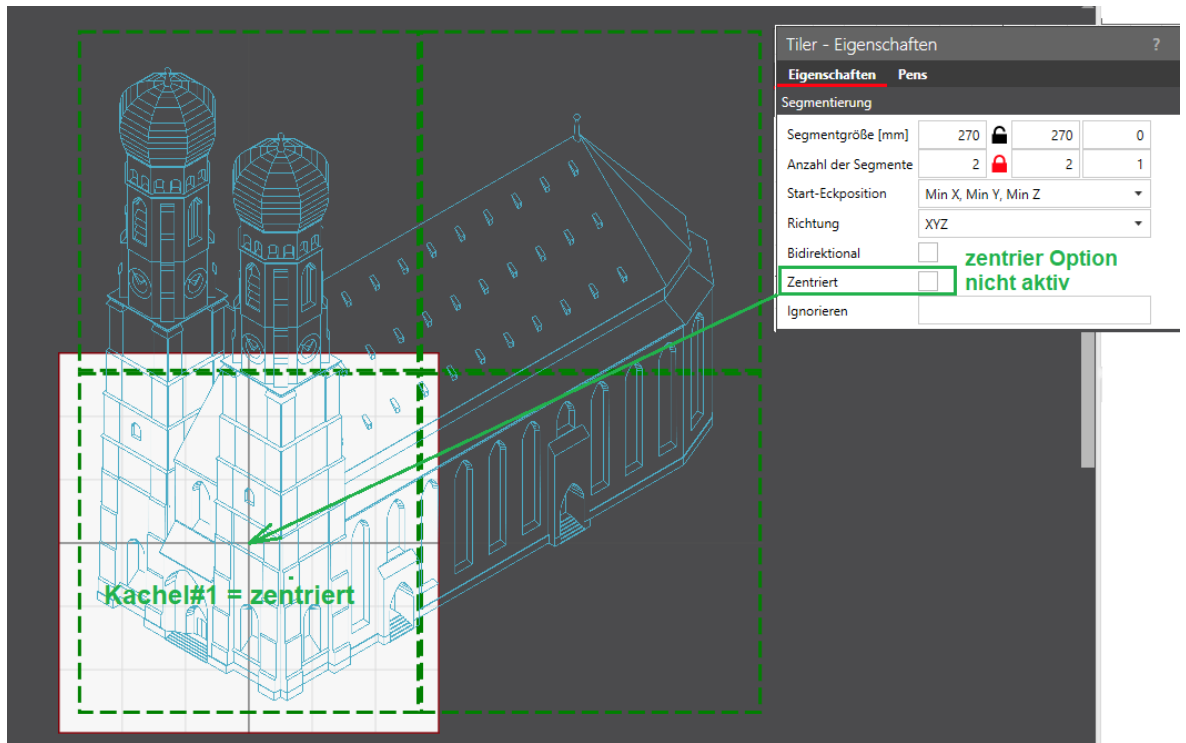 Tiler - Eigenschaften ?
Eigenschaften Pens
Segmentierung
Segmentgröße [mm] 270 270 0
Anzahl der Segmente 2 2 1
Start-Eckposition Min X, Min Y, Min Z
Richtung XYZ
Bidirektional
Zentriert
Ignorieren
zentrier Option
nicht aktiv
Kachel#1 = zentriert